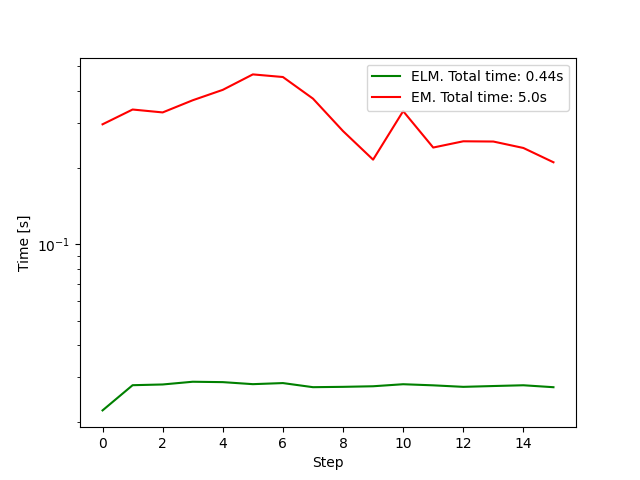 ELM. Total time: 0.44s
EM. Total time: 5.0s
Time [s]
10⁻¹
0 2 4 6 8 10 12 14
Step